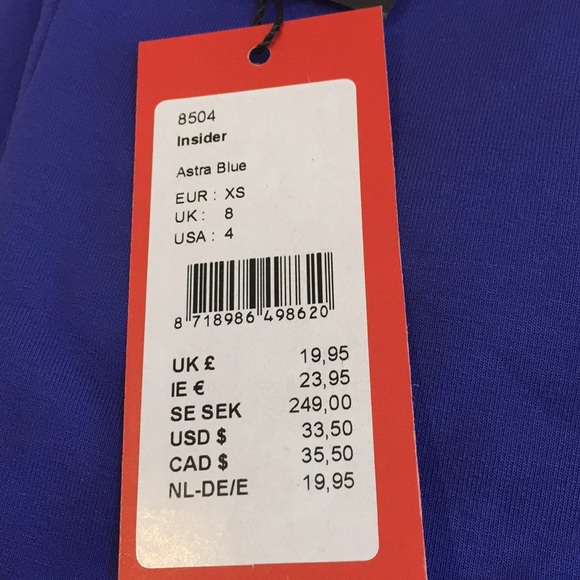 8504
Insider
Astra Blue
EUR : XS
UK : 8
USA : 4
8 718986 498620
UK £ 19,95
IE € 23,95
SE SEK 249,00
USD $ 33,50
CAD $ 35,50
NL-DE/E 19,95